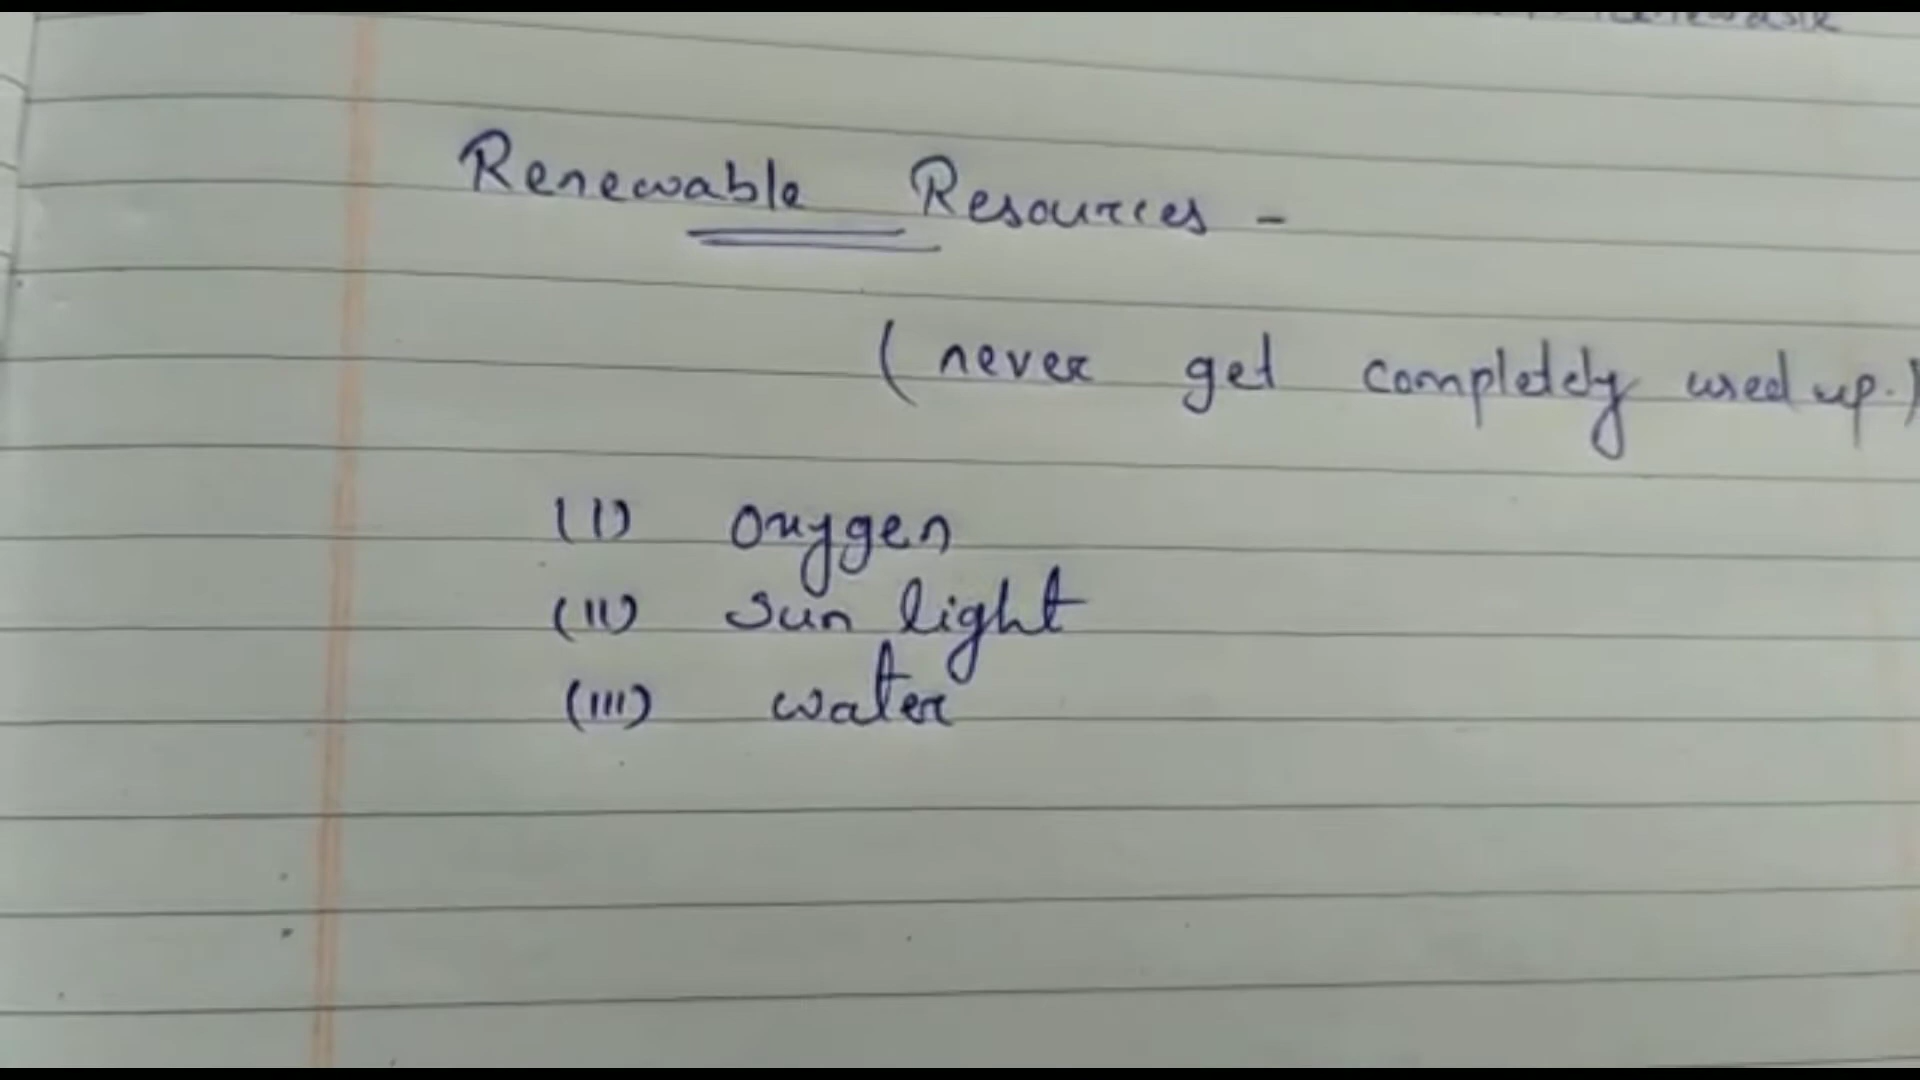 Renewable Resources -
(never get completely used up.)
(I) Oxygen
(II) Sun light
(III) water